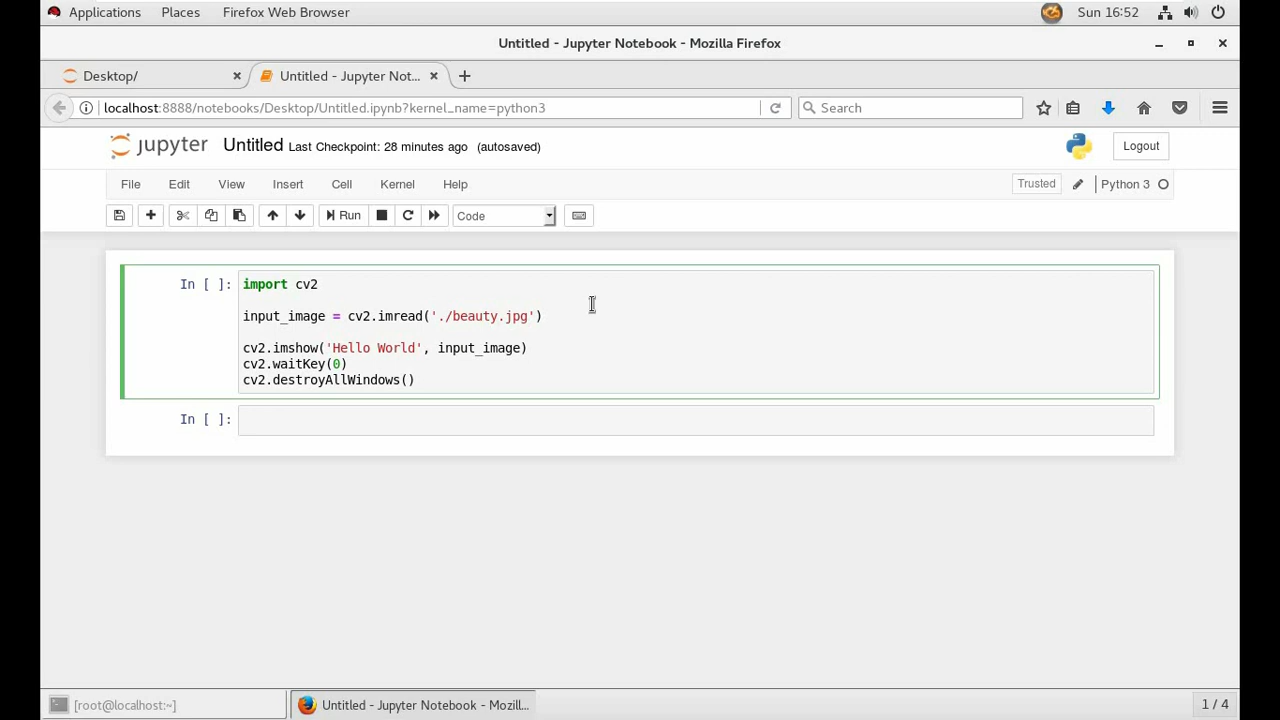 Applications Places Firefox Web Browser Sun 16:52
Untitled - Jupyter Notebook - Mozilla Firefox
Desktop/ Untitled - Jupyter Not...
localhost:8888/notebooks/Desktop/Untitled.ipynb?kernel_name=python3 Search
jupyter Untitled Last Checkpoint: 28 minutes ago (autosaved) Logout
File Edit View Insert Cell Kernel Help Trusted Python 3
Run Code
In [ ]: import cv2
input_image = cv2.imread('./beauty.jpg')
cv2.imshow('Hello World', input_image)
cv2.waitKey(0)
cv2.destroyAllWindows()
In [ ]:
[root@localhost:~] Untitled - Jupyter Notebook - Mozill... 1 / 4